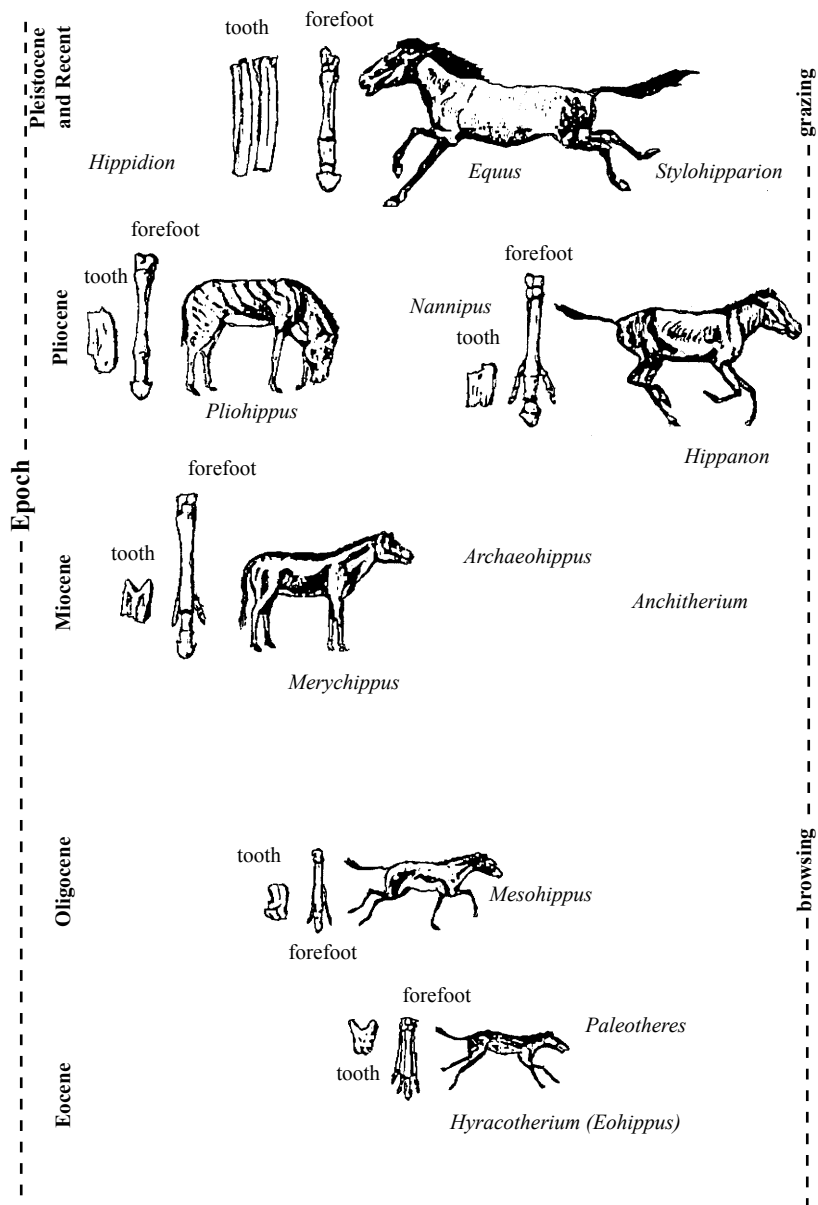 Pleistocene
and Recent
tooth
forefoot
Hippidion
Equus
Stylohipparion
grazing
Pliocene
forefoot
tooth
Pliohippus
forefoot
Nannipus
tooth
Hippanon
Epoch
Miocene
forefoot
tooth
Merychippus
Archaeohippus
Anchitherium
Oligocene
tooth
forefoot
Mesohippus
browsing
Eocene
forefoot
tooth
Paleotheres
Hyracotherium (Eohippus)